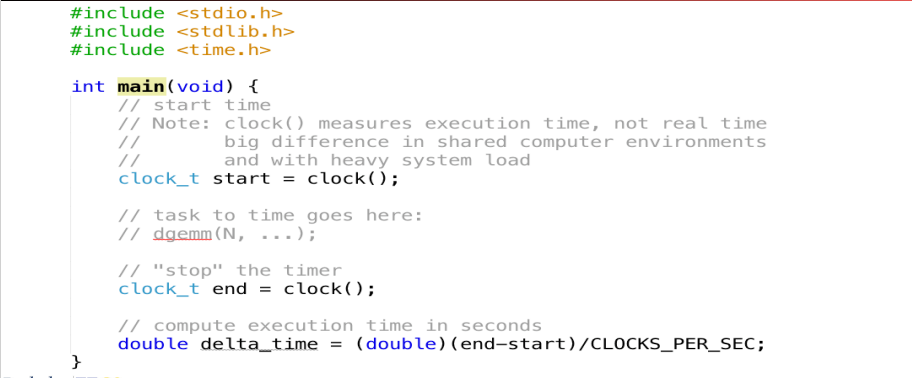 #include <stdio.h>
#include <stdlib.h>
#include <time.h>
int main(void) {
// start time
// Note: clock() measures execution time, not real time
//       big difference in shared computer environments
//       and with heavy system load
clock_t start = clock();
// task to time goes here:
// dgemm(N, ...);
// "stop" the timer
clock_t end = clock();
// compute execution time in seconds
double delta_time = (double)(end-start)/CLOCKS_PER_SEC;
}